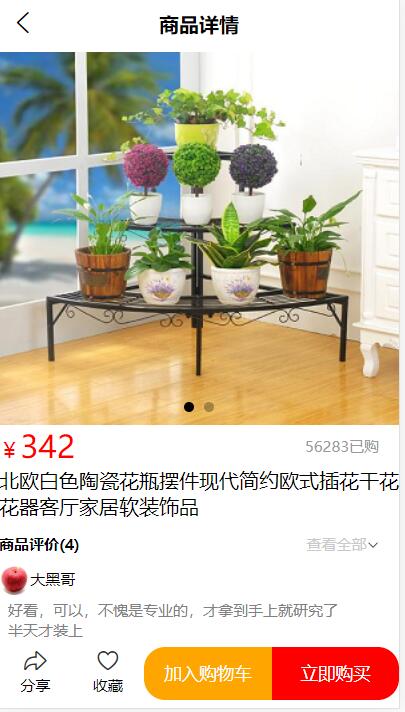 商品详情
¥342
56283已购
北欧白色陶瓷花瓶摆件现代简约欧式插花干花
花器客厅家居软装饰品
商品评价(4)
查看全部
大黑哥
好看，可以，不愧是专业的，才拿到手上就研究了
半天才装上
分享
收藏
加入购物车
立即购买